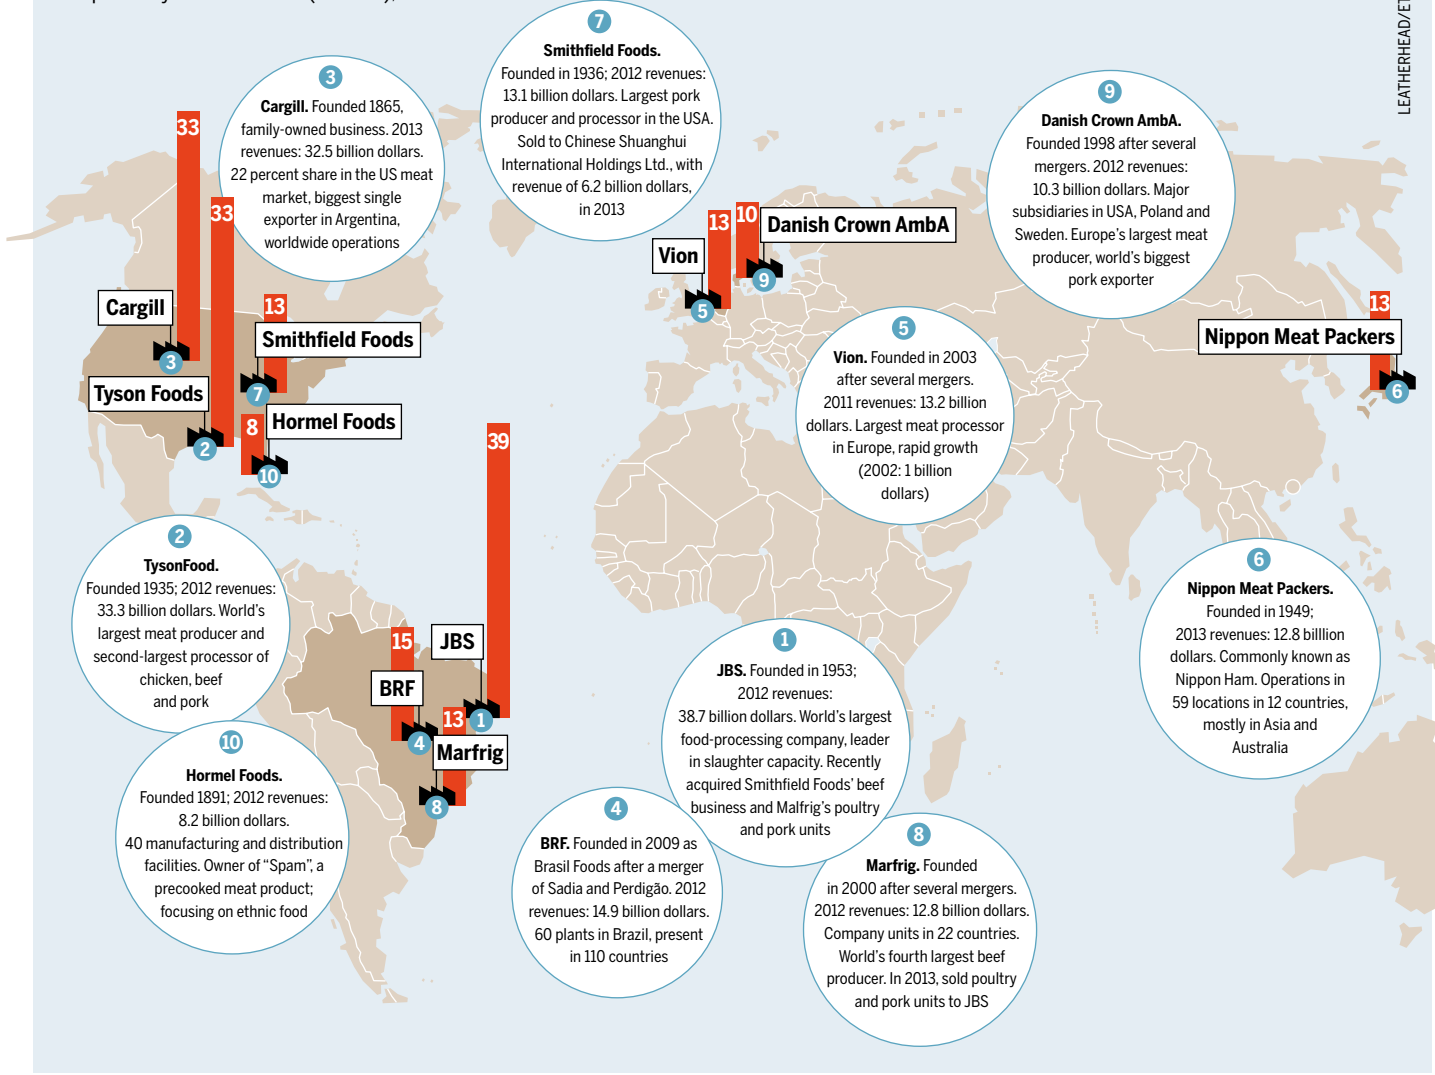 LEATHERHEAD/ET
7
Smithfield Foods.
Founded in 1936; 2012 revenues:
13.1 billion dollars. Largest pork
producer and processor in the USA.
Sold to Chinese Shuanghui
International Holdings Ltd., with
revenue of 6.2 billion dollars,
in 2013
3
Cargill. Founded 1865,
family-owned business. 2013
revenues: 32.5 billion dollars.
22 percent share in the US meat
market, biggest single
exporter in Argentina,
worldwide operations
9
Danish Crown AmbA.
Founded 1998 after several
mergers. 2012 revenues:
10.3 billion dollars. Major
subsidiaries in USA, Poland and
Sweden. Europe's largest meat
producer, world's biggest
pork exporter
33
33
13
Cargill
3
Smithfield Foods
7
Tyson Foods
2
8
Hormel Foods
10
13
10
Danish Crown AmbA
Vion
9
5
13
Nippon Meat Packers
6
5
Vion. Founded in 2003
after several mergers.
2011 revenues: 13.2 billion
dollars. Largest meat processor
in Europe, rapid growth
(2002: 1 billion
dollars)
39
2
TysonFood.
Founded 1935; 2012 revenues:
33.3 billion dollars. World's
largest meat producer and
second-largest processor of
chicken, beef
and pork
6
Nippon Meat Packers.
Founded in 1949;
2013 revenues: 12.8 billlion
dollars. Commonly known as
Nippon Ham. Operations in
59 locations in 12 countries,
mostly in Asia and
Australia
15
JBS
BRF
13
1
4
Marfrig
8
1
JBS. Founded in 1953;
2012 revenues:
38.7 billion dollars. World's largest
food-processing company, leader
in slaughter capacity. Recently
acquired Smithfield Foods' beef
business and Malfrig's poultry
and pork units
10
Hormel Foods.
Founded 1891; 2012 revenues:
8.2 billion dollars.
40 manufacturing and distribution
facilities. Owner of "Spam", a
precooked meat product;
focusing on ethnic food
4
BRF. Founded in 2009 as
Brasil Foods after a merger
of Sadia and Perdigão. 2012
revenues: 14.9 billion dollars.
60 plants in Brazil, present
in 110 countries
8
Marfrig. Founded
in 2000 after several mergers.
2012 revenues: 12.8 billion dollars.
Company units in 22 countries.
World's fourth largest beef
producer. In 2013, sold poultry
and pork units to JBS